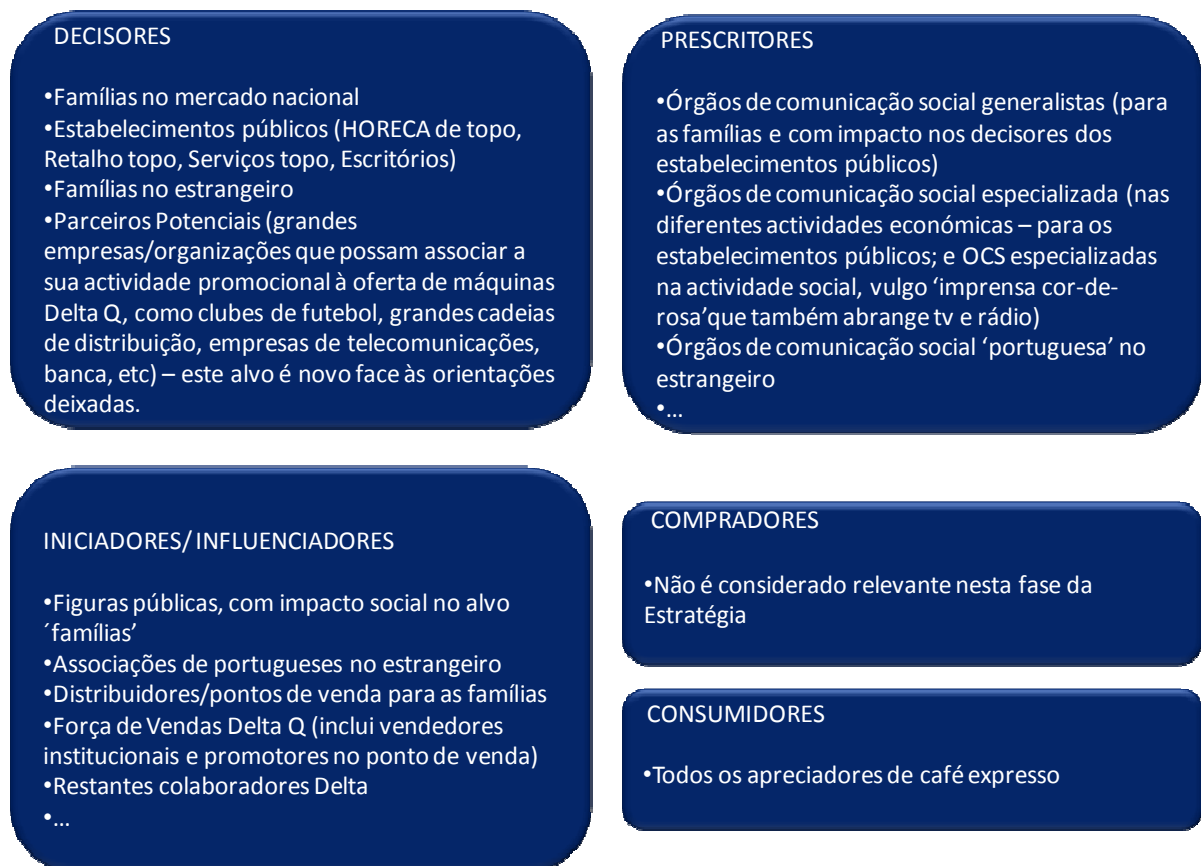 DECISORES
•Famílias no mercado nacional
•Estabelecimentos públicos (HORECA de topo,
Retalho topo, Serviços topo, Escritórios)
•Famílias no estrangeiro
•Parceiros Potenciais (grandes
empresas/organizações que possam associar a
sua actividade promocional à oferta de máquinas
Delta Q, como clubes de futebol, grandes cadeias
de distribuição, empresas de telecomunicações,
banca, etc) – este alvo é novo face às orientações
deixadas.
PRESCRITORES
•Órgãos de comunicação social generalistas (para
as famílias e com impacto nos decisores dos
estabelecimentos públicos)
•Órgãos de comunicação social especializada (nas
diferentes actividades económicas – para os
estabelecimentos públicos; e OCS especializadas
na actividade social, vulgo ‘imprensa cor-de-
rosa’que também abrange tv e rádio)
•Órgãos de comunicação social ‘portuguesa’ no
estrangeiro
•...
INICIADORES/ INFLUENCIADORES
•Figuras públicas, com impacto social no alvo
´famílias’
•Associações de portugueses no estrangeiro
•Distribuidores/pontos de venda para as famílias
•Força de Vendas Delta Q (inclui vendedores
institucionais e promotores no ponto de venda)
•Restantes colaboradores Delta
•...
COMPRADORES
•Não é considerado relevante nesta fase da
Estratégia
CONSUMIDORES
•Todos os apreciadores de café expresso